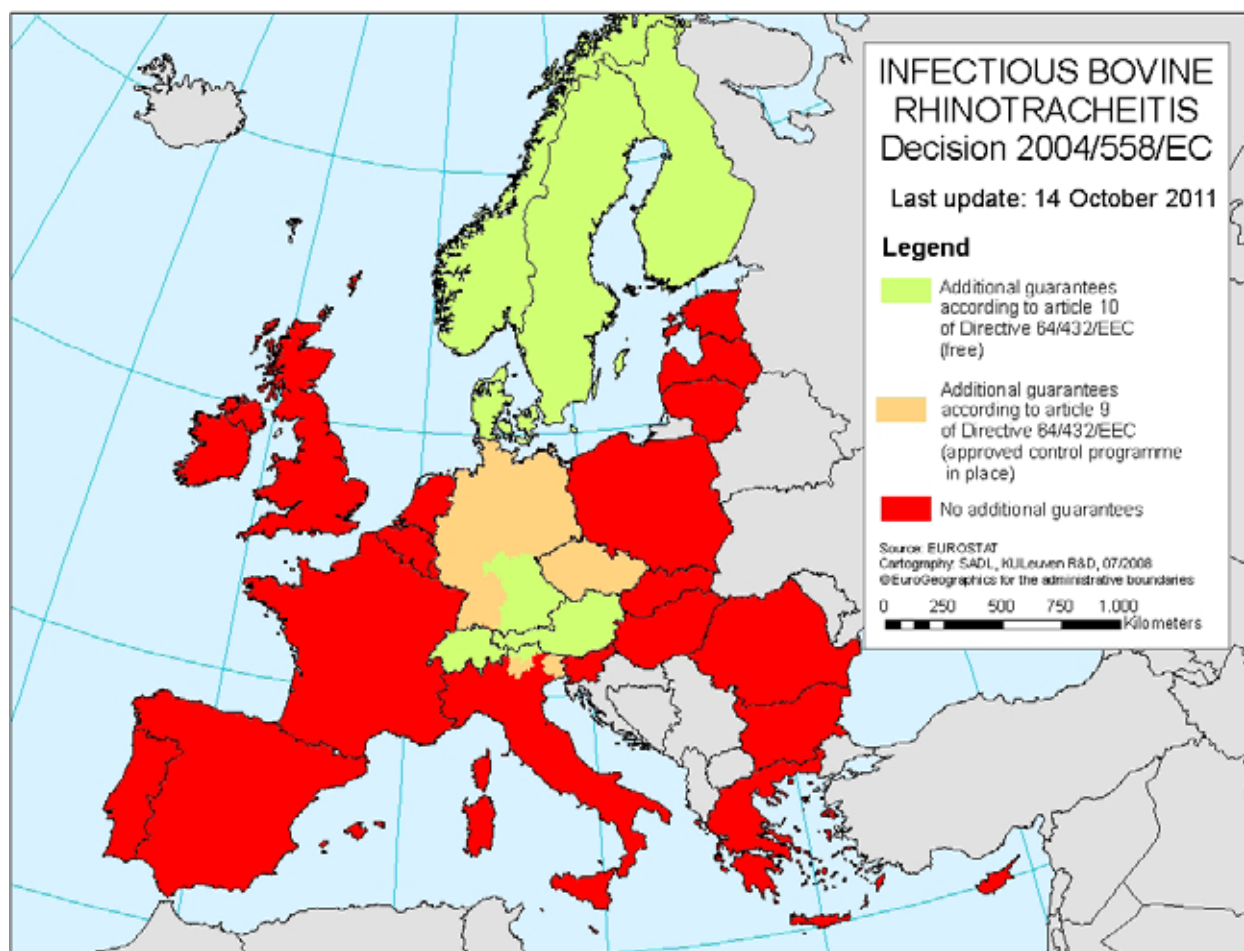 INFECTIOUS BOVINE
RHINOTRACHEITIS
Decision 2004/558/EC
Last update: 14 October 2011
Legend
Additional guarantees
according to article 10
of Directive 64/432/EEC
(free)
Additional guarantees
according to article 9
of Directive 64/432/EEC
(approved control programme
in place)
No additional guarantees
Source: EUROSTAT
Cartography: SADL, KULeuven R&D, 07/2008
©EuroGeographics for the administrative boundaries
0 250 500 750 1.000
Kilometers